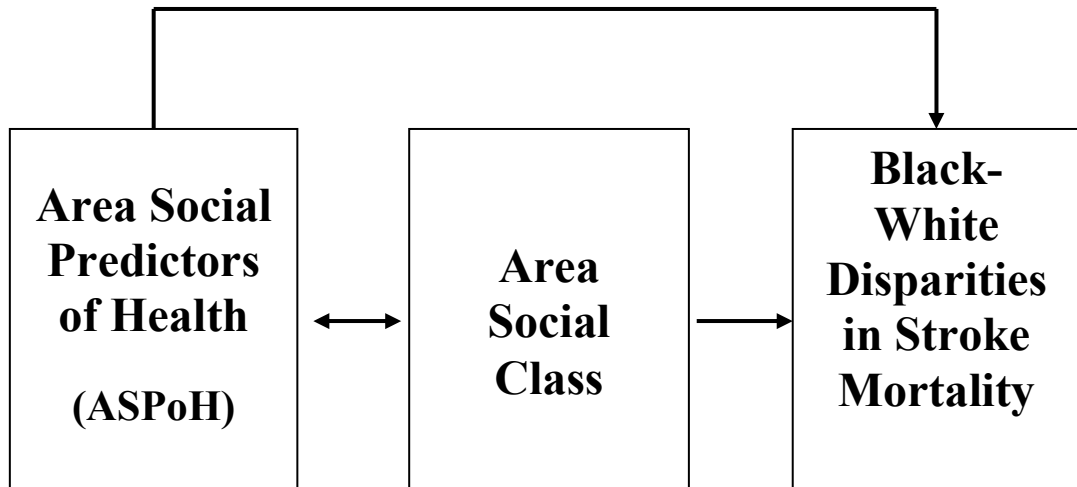 Area Social
Predictors
of Health
(ASPoH)
Area
Social
Class
Black-
White
Disparities
in Stroke
Mortality